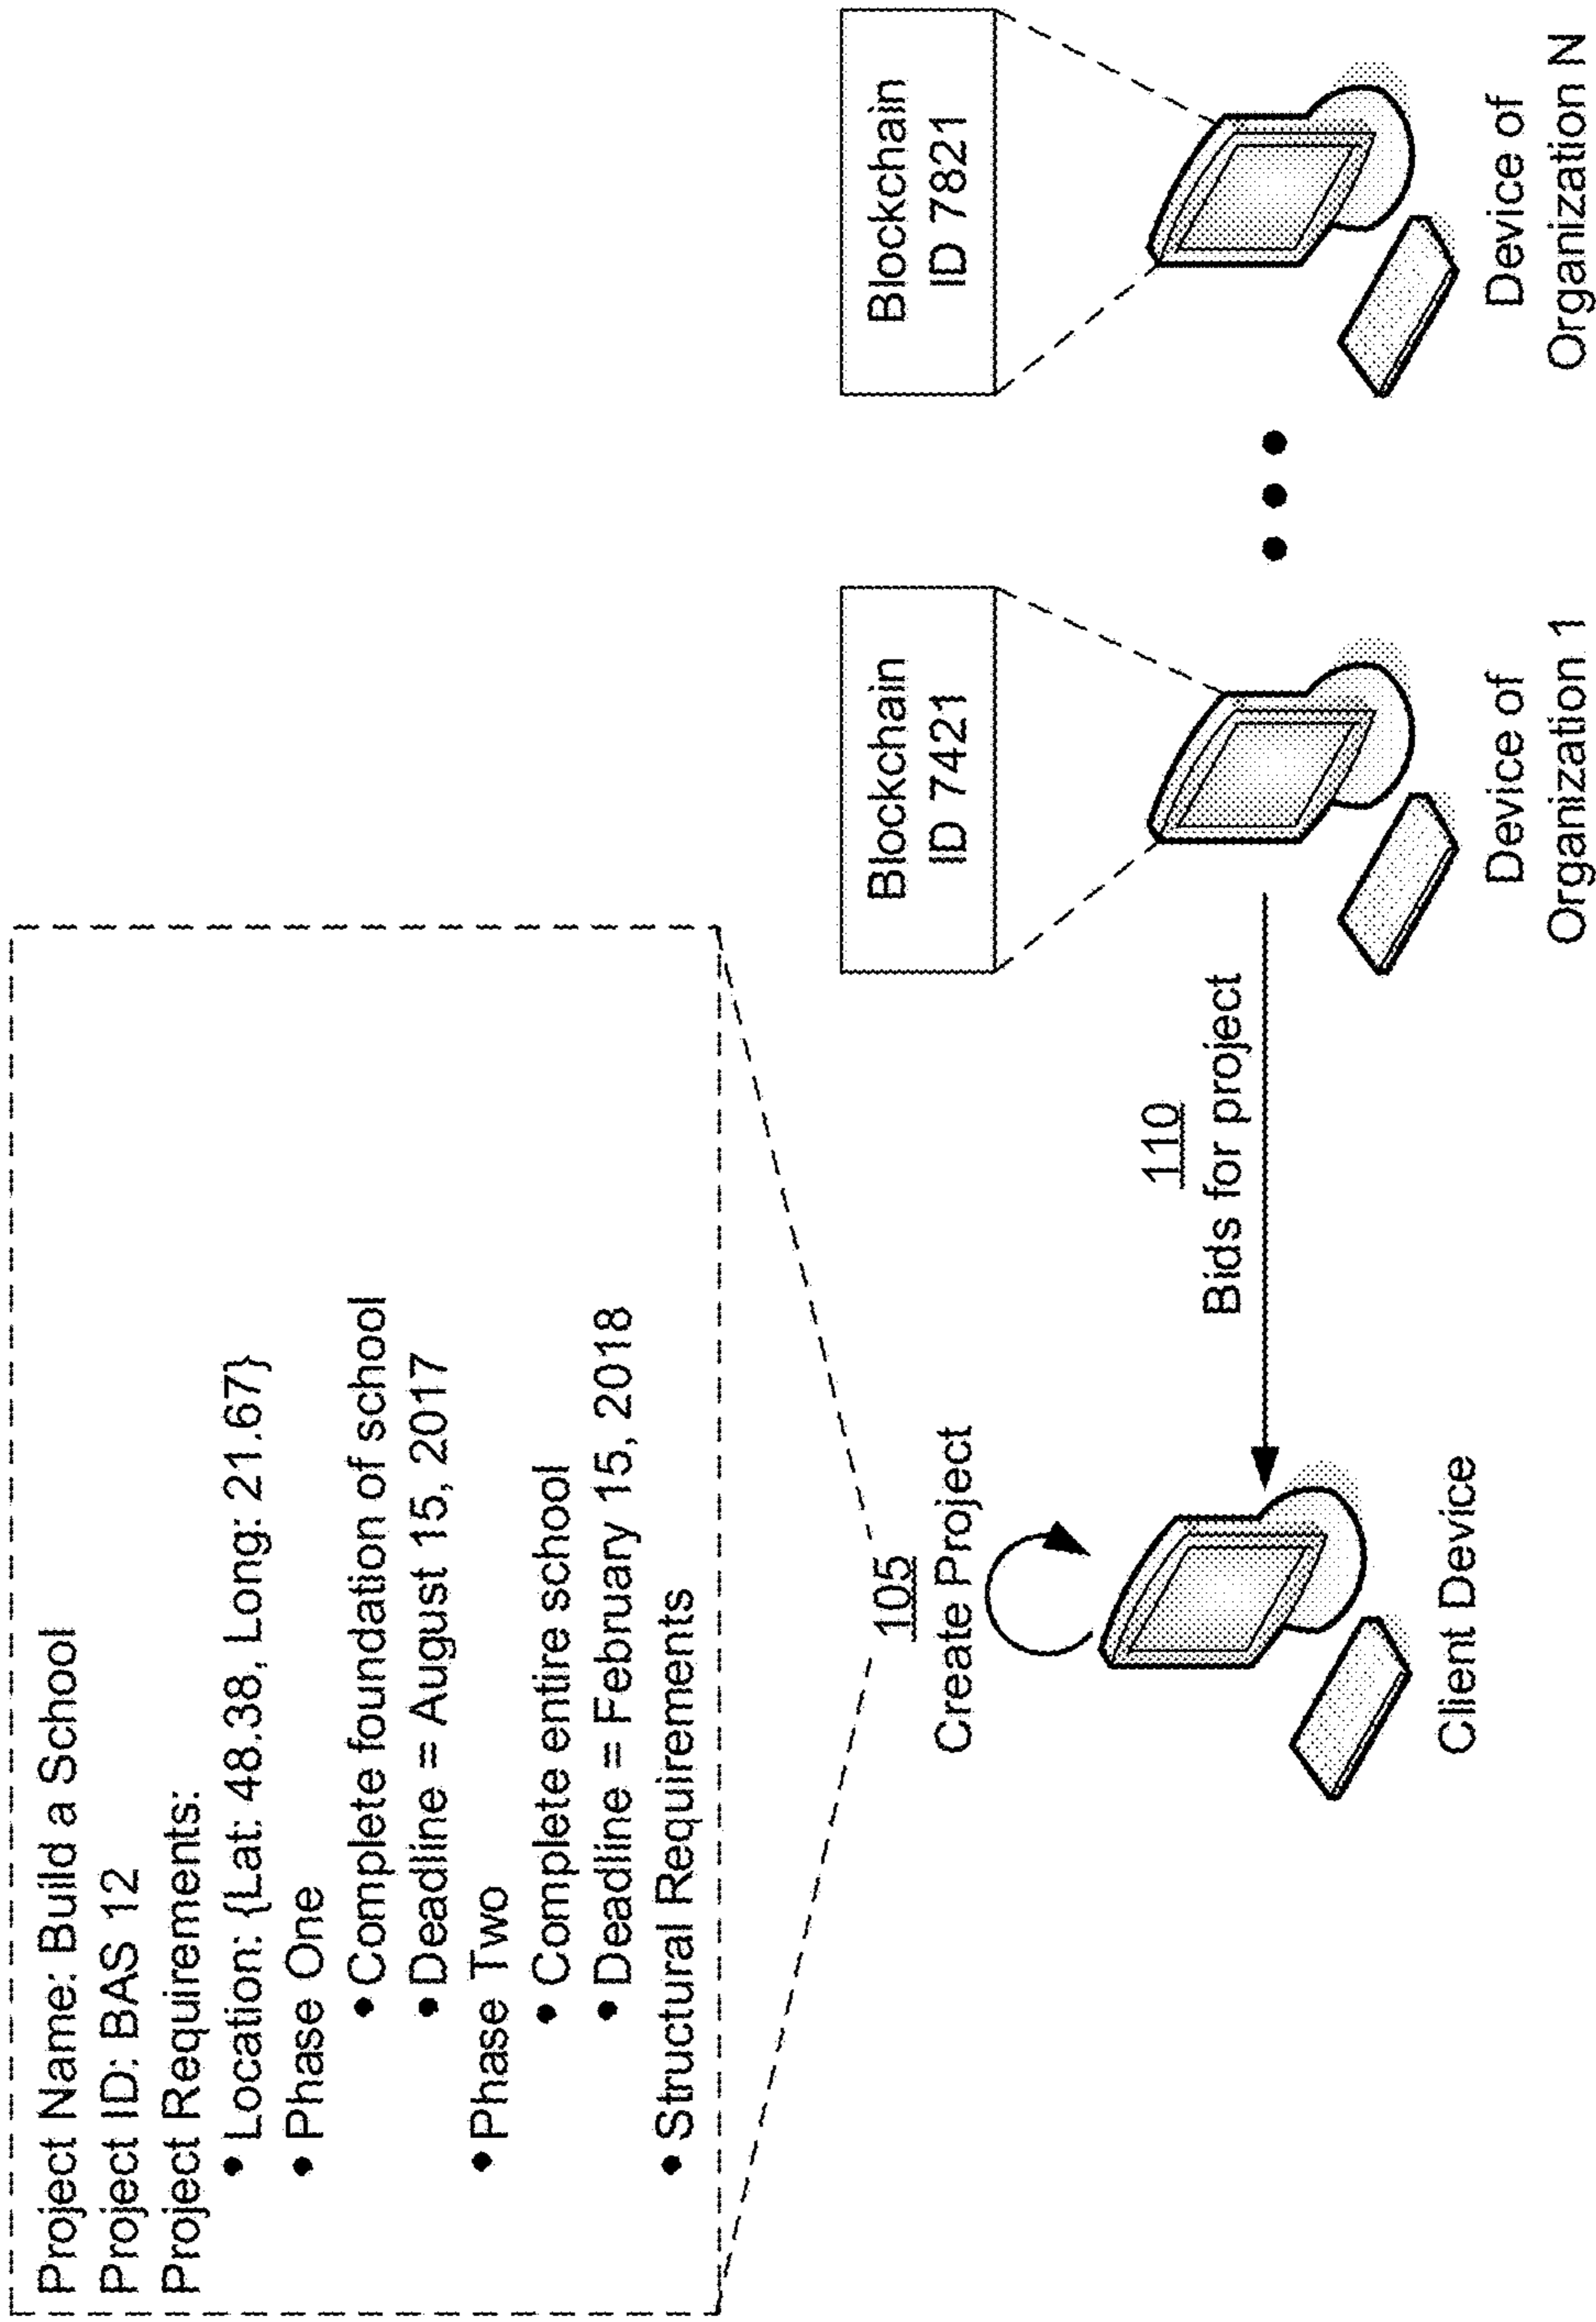 Project Name: Build a School
Project ID: BAS 12
Project Requirements:
• Location: {Lat: 48.38, Long: 21.67}
• Phase One
• Complete foundation of school
• Deadline = August 15, 2017
• Phase Two
• Complete entire school
• Deadline = February 15, 2018
• Structural Requirements
105
Create Project
Client Device
110
Bids for project
Blockchain
ID 7421
Device of
Organization 1
Blockchain
ID 7821
Device of
Organization N